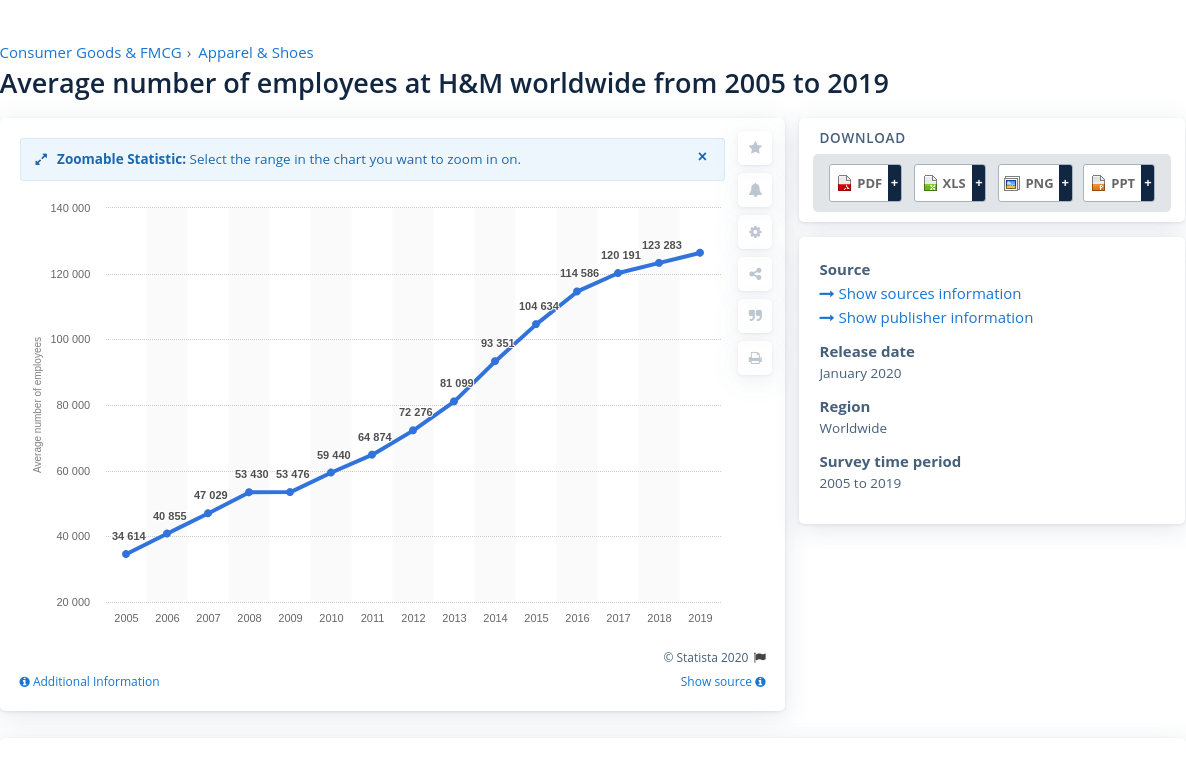 Consumer Goods & FMCG › Apparel & Shoes
Average number of employees at H&M worldwide from 2005 to 2019
Zoomable Statistic: Select the range in the chart you want to zoom in on. ×
140 000
120 000
100 000
80 000
60 000
40 000
20 000
Average number of employees
34 614
40 855
47 029
53 430
53 476
59 440
64 874
72 276
81 099
93 351
104 634
114 586
120 191
123 283
2005 2006 2007 2008 2009 2010 2011 2012 2013 2014 2015 2016 2017 2018 2019
© Statista 2020
Additional Information
Show source
DOWNLOAD
PDF + XLS + PNG + PPT +
Source
Show sources information
Show publisher information
Release date
January 2020
Region
Worldwide
Survey time period
2005 to 2019